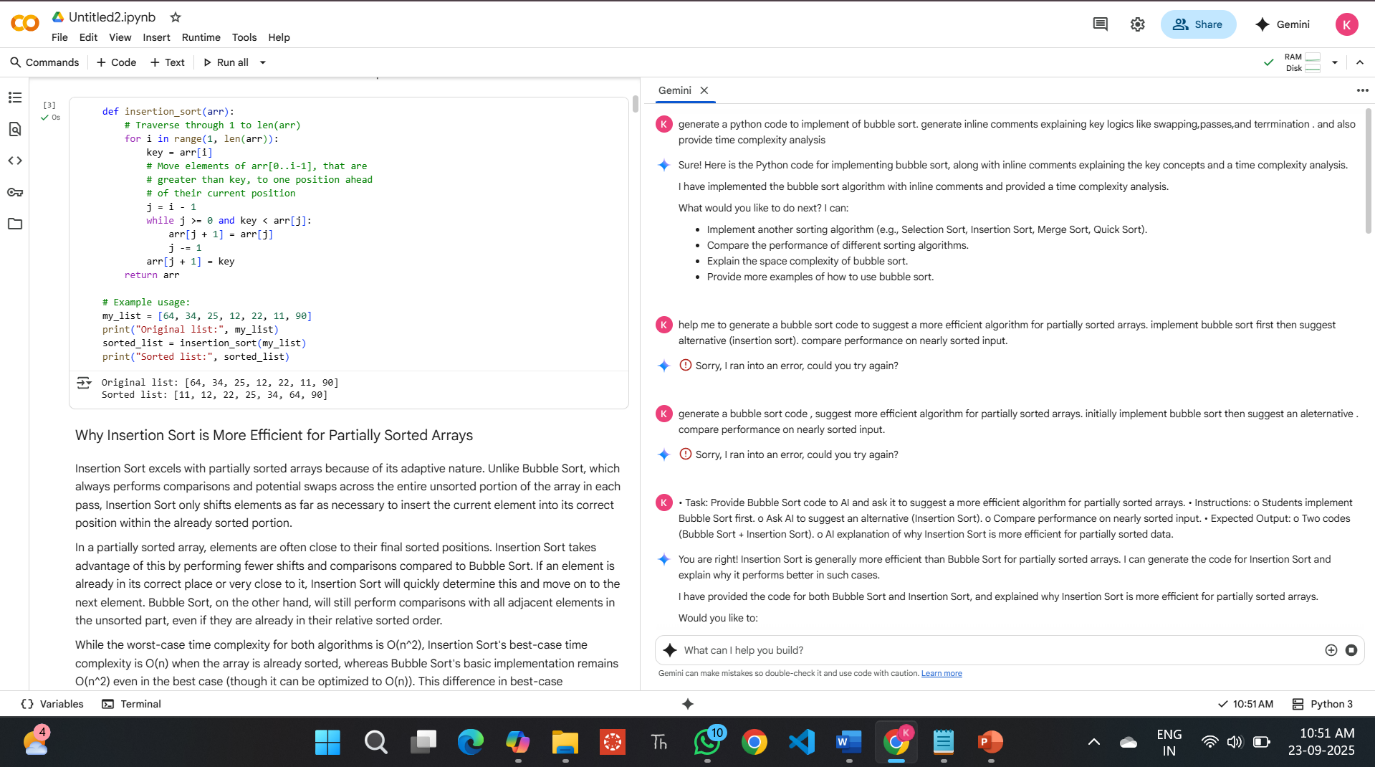 Untitled2.ipynb
File Edit View Insert Runtime Tools Help
Share
Gemini
K
Commands + Code + Text Run all
RAM
Disk
[3]
0s
def insertion_sort(arr):
# Traverse through 1 to len(arr)
for i in range(1, len(arr)):
key = arr[i]
# Move elements of arr[0..i-1], that are
# greater than key, to one position ahead
# of their current position
j = i - 1
while j >= 0 and key < arr[j]:
arr[j + 1] = arr[j]
j -= 1
arr[j + 1] = key
return arr
# Example usage:
my_list = [64, 34, 25, 12, 22, 11, 90]
print("Original list:", my_list)
sorted_list = insertion_sort(my_list)
print("Sorted list:", sorted_list)
Original list: [64, 34, 25, 12, 22, 11, 90]
Sorted list: [11, 12, 22, 25, 34, 64, 90]
Why Insertion Sort is More Efficient for Partially Sorted Arrays
Insertion Sort excels with partially sorted arrays because of its adaptive nature. Unlike Bubble Sort, which
always performs comparisons and potential swaps across the entire unsorted portion of the array in each
pass, Insertion Sort only shifts elements as far as necessary to insert the current element into its correct
position within the already sorted portion.
In a partially sorted array, elements are often close to their final sorted positions. Insertion Sort takes
advantage of this by performing fewer shifts and comparisons compared to Bubble Sort. If an element is
already in its correct place or very close to it, Insertion Sort will quickly determine this and move on to the
next element. Bubble Sort, on the other hand, will still perform comparisons with all adjacent elements in
the unsorted part, even if they are already in their relative sorted order.
While the worst-case time complexity for both algorithms is O(n^2), Insertion Sort's best-case time
complexity is O(n) when the array is already sorted, whereas Bubble Sort's basic implementation remains
O(n^2) even in the best case (though it can be optimized to O(n)). This difference in best-case
Gemini
K
generate a python code to implement of bubble sort. generate inline comments explaining key logics like swapping,passes,and terrmination . and also
provide time complexity analysis
Sure! Here is the Python code for implementing bubble sort, along with inline comments explaining the key concepts and a time complexity analysis.
I have implemented the bubble sort algorithm with inline comments and provided a time complexity analysis.
What would you like to do next? I can:
• Implement another sorting algorithm (e.g., Selection Sort, Insertion Sort, Merge Sort, Quick Sort).
• Compare the performance of different sorting algorithms.
• Explain the space complexity of bubble sort.
• Provide more examples of how to use bubble sort.
K
help me to generate a bubble sort code to suggest a more efficient algorithm for partially sorted arrays. implement bubble sort first then suggest
alternative (insertion sort). compare performance on nearly sorted input.
Sorry, I ran into an error, could you try again?
K
generate a bubble sort code , suggest more efficient algorithm for partially sorted arrays. initially implement bubble sort then suggest an aleternative .
compare performance on nearly sorted input.
Sorry, I ran into an error, could you try again?
K
• Task: Provide Bubble Sort code to AI and ask it to suggest a more efficient algorithm for partially sorted arrays. • Instructions: o Students implement
Bubble Sort first. o Ask AI to suggest an alternative (Insertion Sort). o Compare performance on nearly sorted input. • Expected Output: o Two codes
(Bubble Sort + Insertion Sort). o AI explanation of why Insertion Sort is more efficient for partially sorted data.
You are right! Insertion Sort is generally more efficient than Bubble Sort for partially sorted arrays. I can generate the code for Insertion Sort and
explain why it performs better in such cases.
I have provided the code for both Bubble Sort and Insertion Sort, and explained why Insertion Sort is more efficient for partially sorted arrays.
Would you like to:
What can I help you build?
Gemini can make mistakes so double-check it and use code with caution. Learn more
Variables Terminal
10:51 AM Python 3
4
Th
10
W
K
P
ENG
IN
10:51 AM
23-09-2025